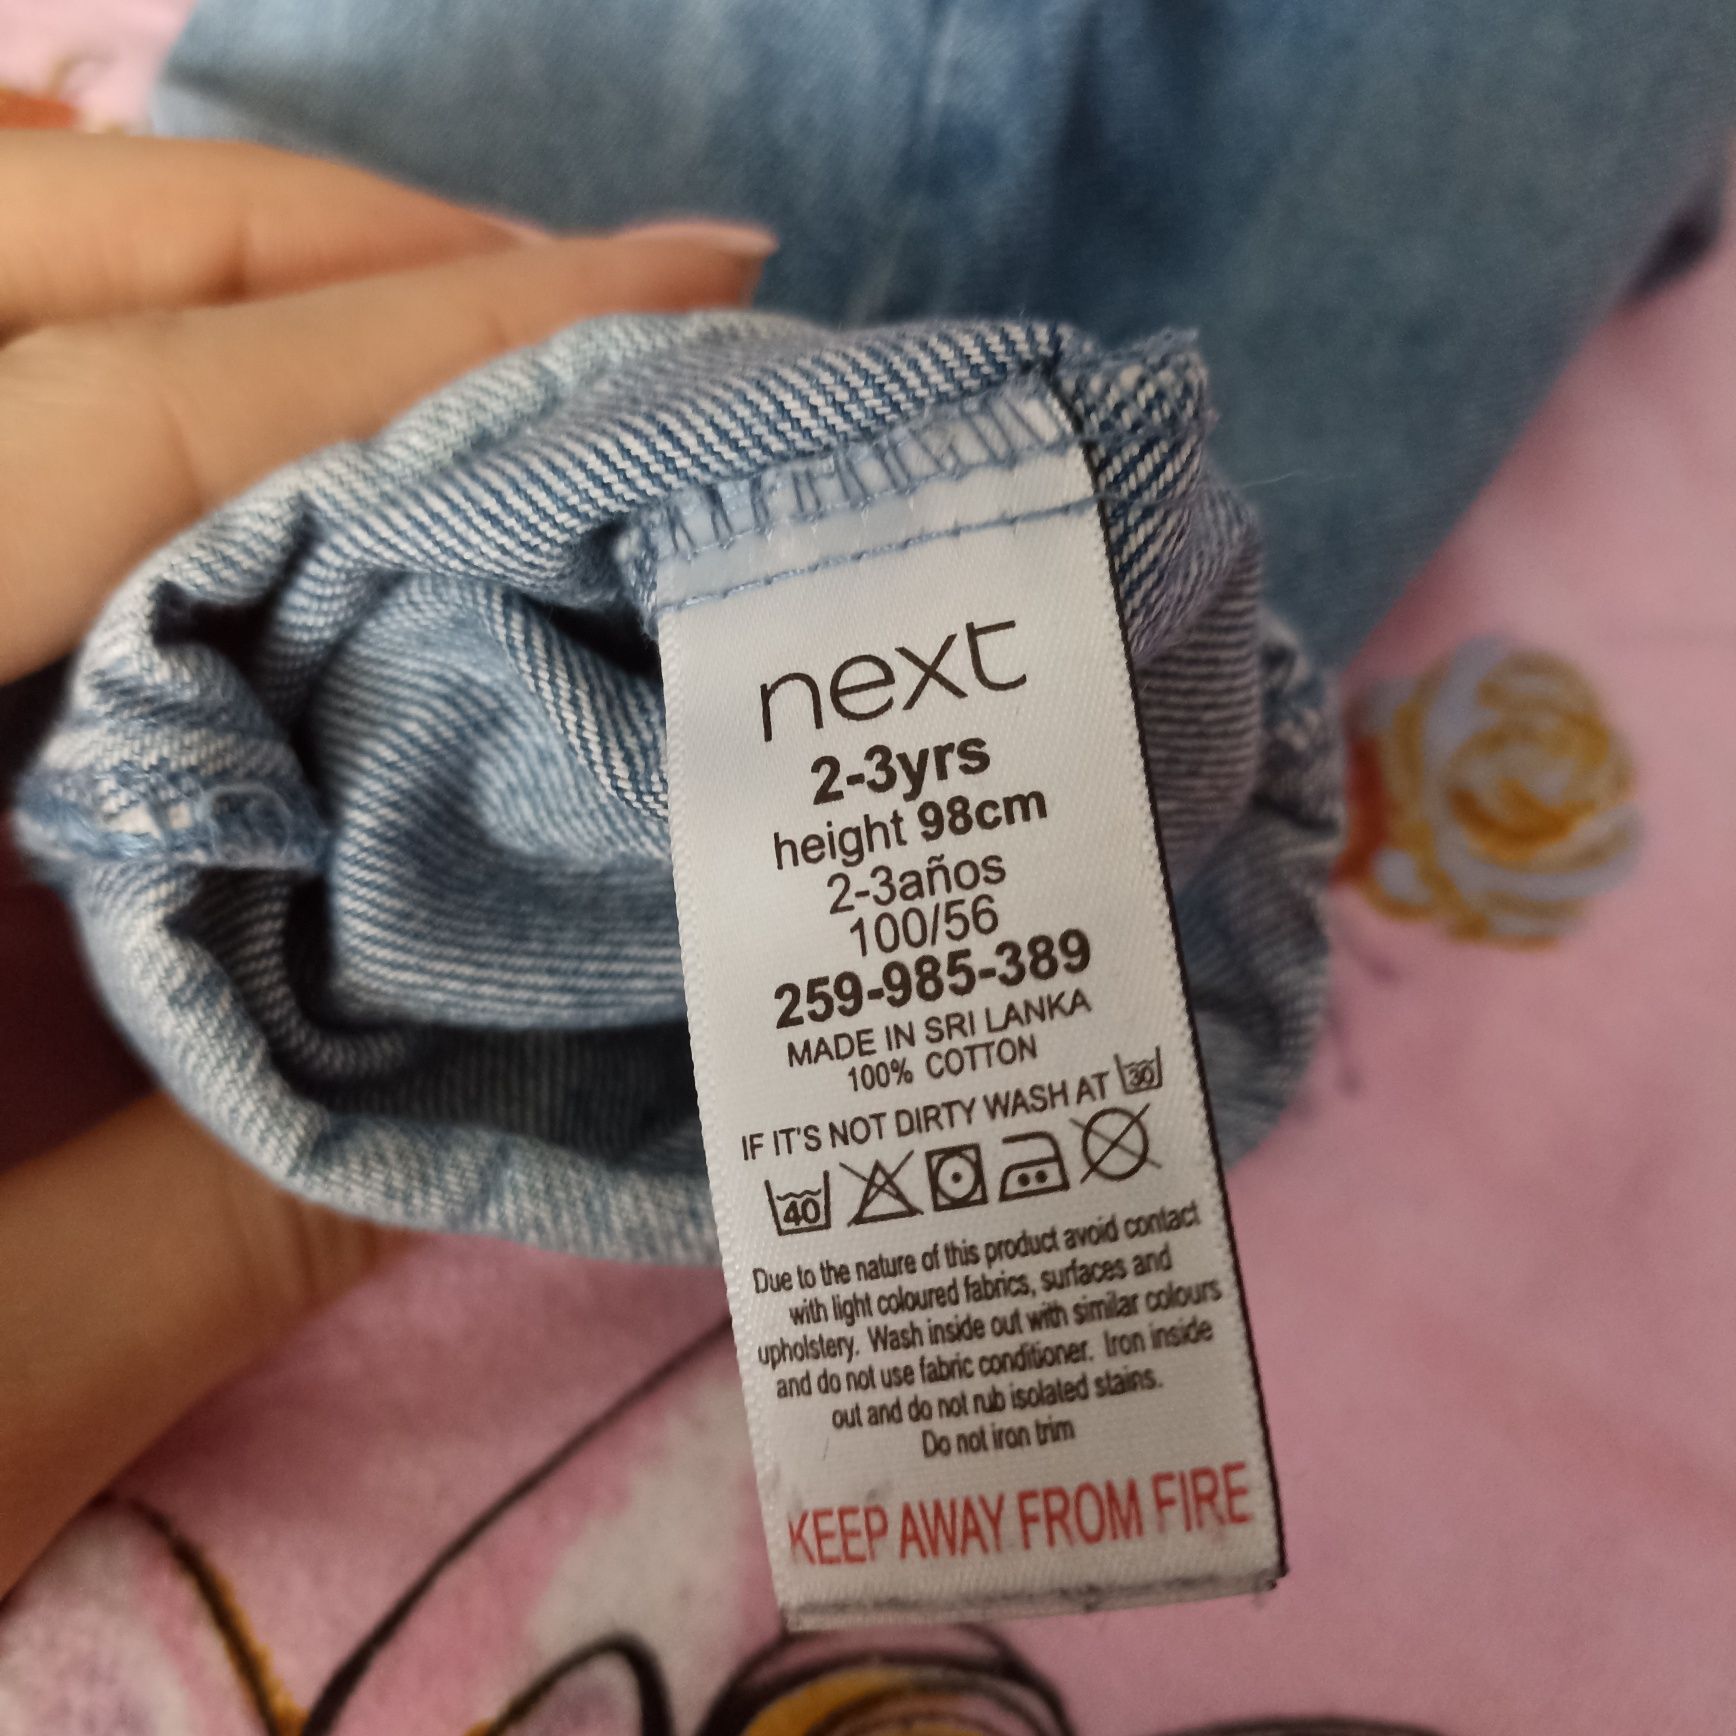 next
2-3yrs
height 98cm
2-3años
100/56
259-985-389
MADE IN SRI LANKA
100% COTTON
IF IT'S NOT DIRTY WASH AT 30
40
Due to the nature of this product avoid contact
with light coloured fabrics, surfaces and
upholstery. Wash inside out with similar colours
and do not use fabric conditioner. Iron inside
out and do not rub isolated stains.
Do not iron trim
KEEP AWAY FROM FIRE